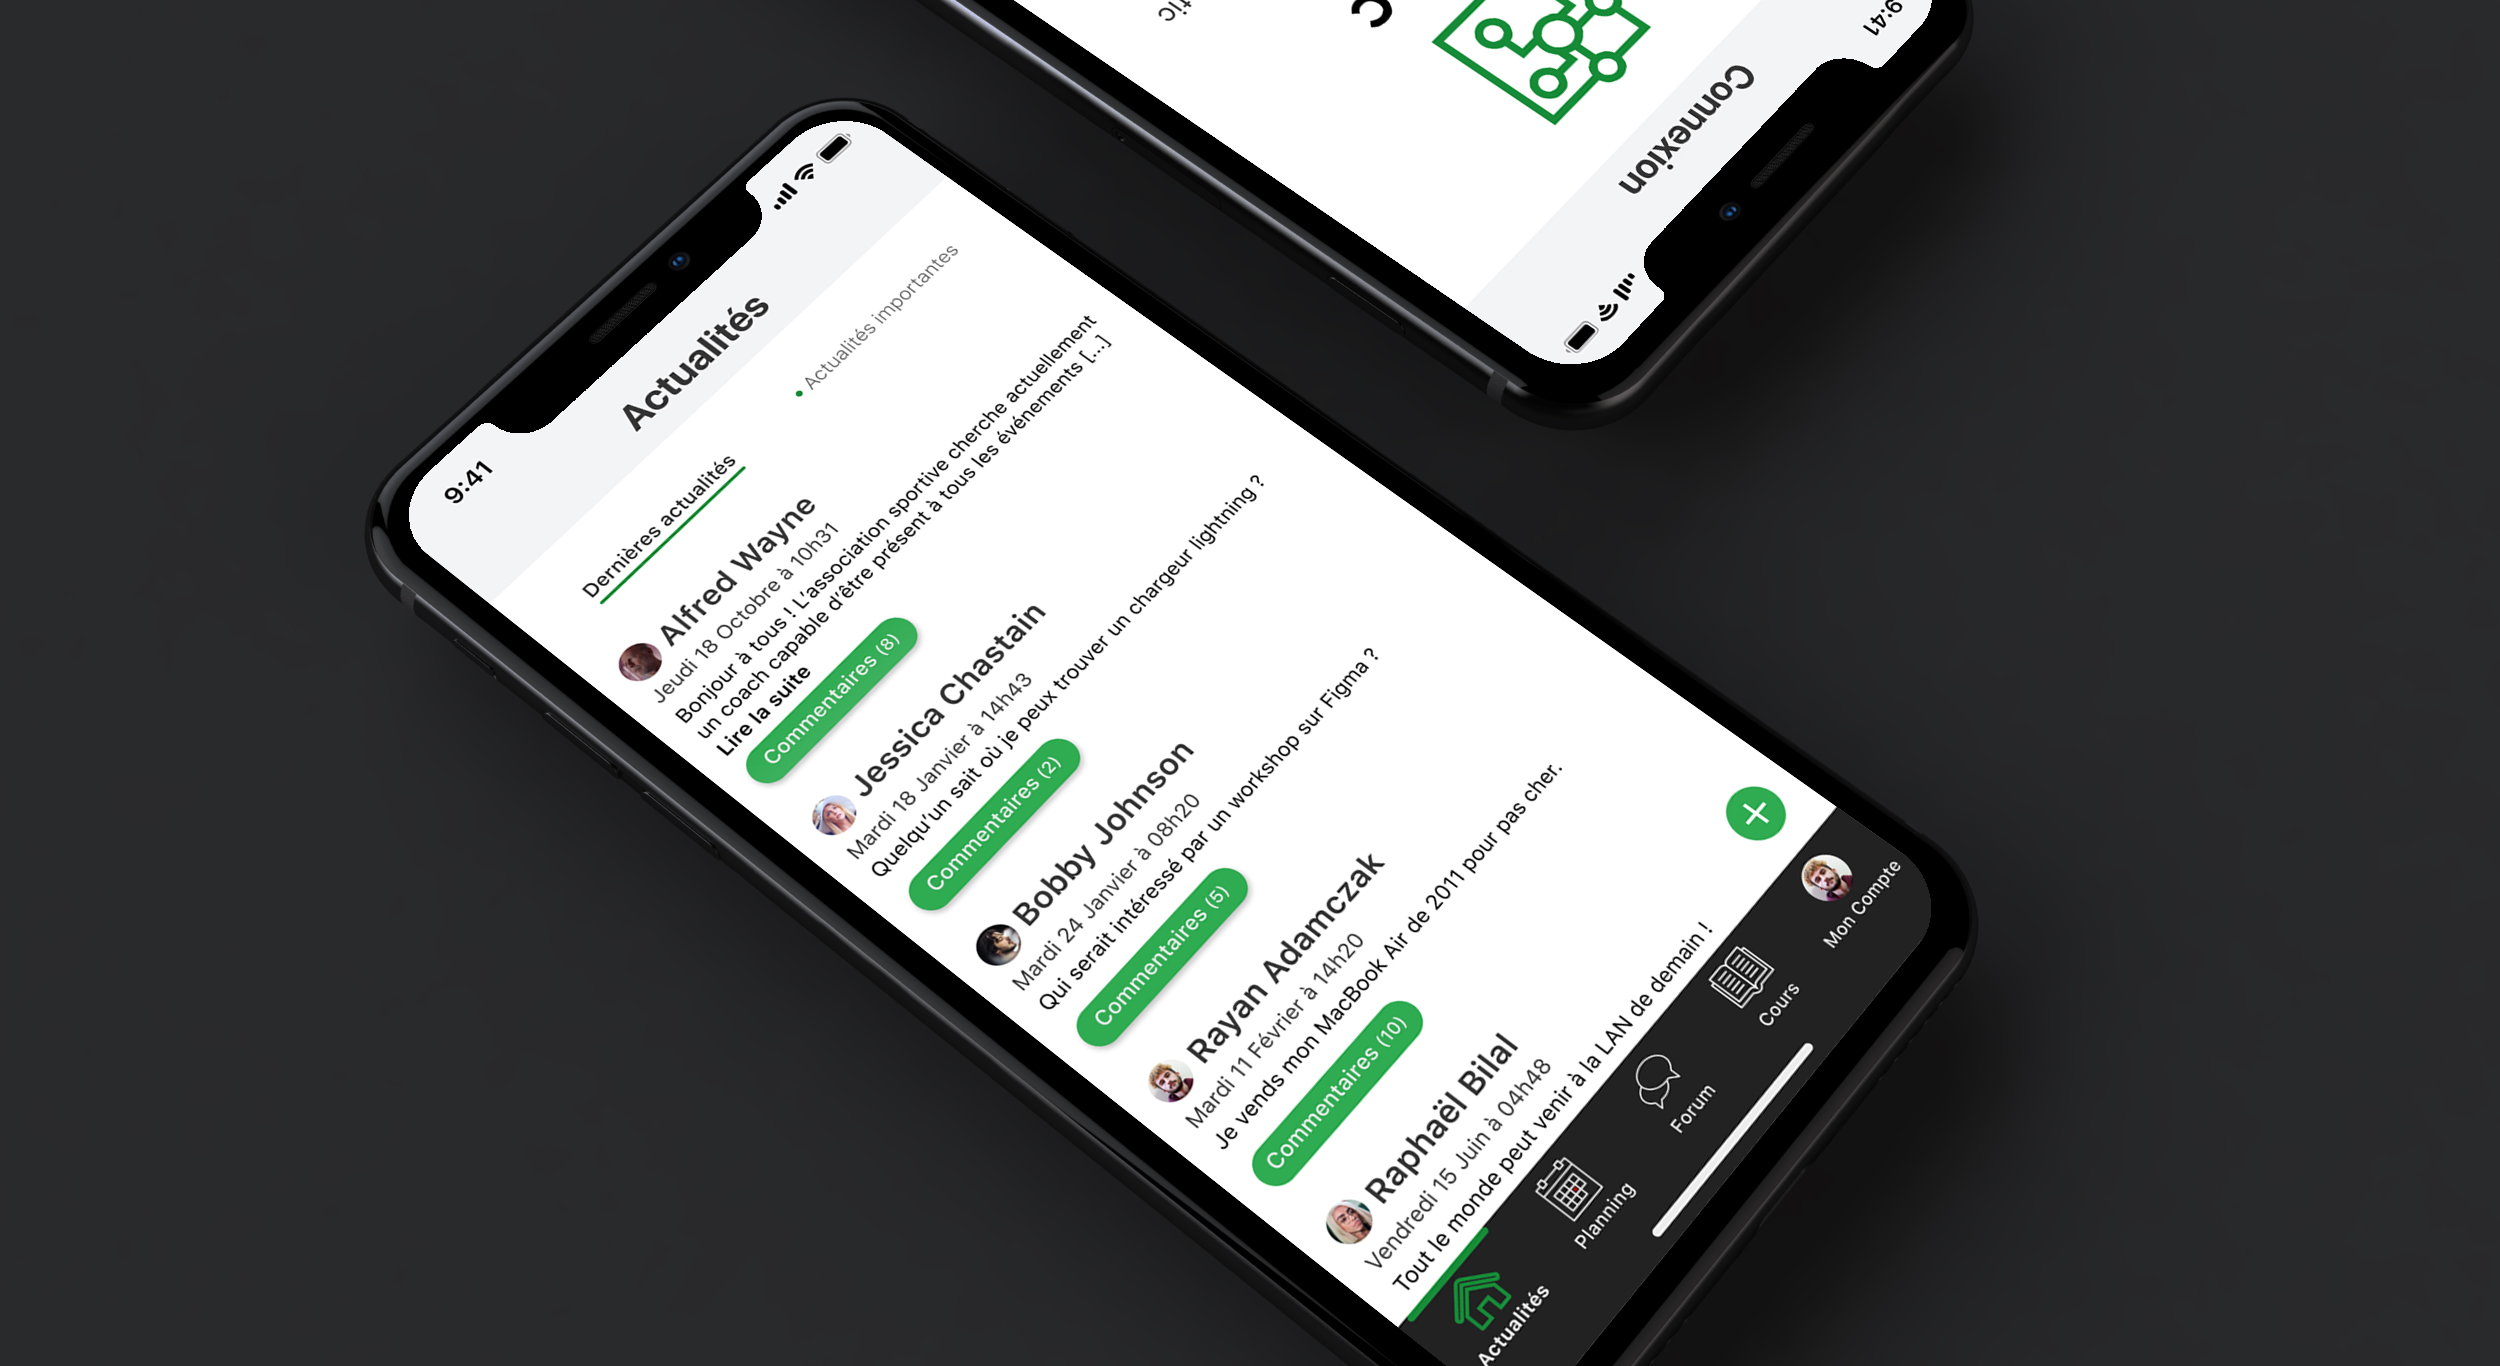 9:41
Actualités
Dernières actualités
Actualités importantes
Alfred Wayne
Jeudi 18 Octobre à 10h31
Bonjour à tous ! L'association sportive cherche actuellement
un coach capable d'être présent à tous les événements [...]
Lire la suite
Commentaires (8)
Jessica Chastain
Mardi 18 Janvier à 14h43
Quelqu'un sait où je peux trouver un chargeur lightning ?
Commentaires (2)
Bobby Johnson
Mardi 24 Janvier à 08h20
Qui serait intéressé par un workshop sur Figma ?
Commentaires (5)
Rayan Adamczak
Mardi 11 Février à 14h20
Je vends mon MacBook Air de 2011 pour pas cher.
Commentaires (10)
Raphaël Bilal
Vendredi 15 Juin à 04h48
Tout le monde peut venir à la LAN de demain !
Actualités
Planning
Forum
Cours
Mon Compte
9:41
Connexion